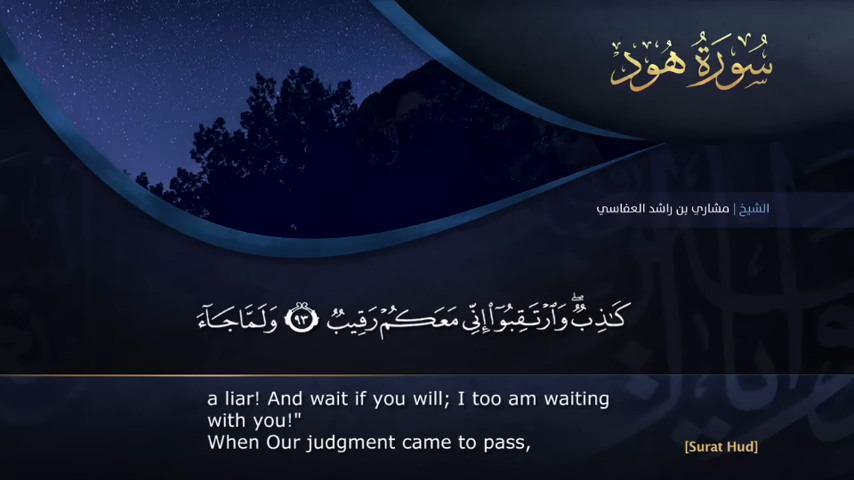 سُورَةُ هُود
الشيخ | مشاري بن راشد العفاسي
كَـٰذِبٌۖ وَٱرْتَقِبُوٓا۟ إِنِّى مَعَكُمْ رَقِيبٌ ﴿٩٣﴾ وَلَمَّا جَآءَ
a liar! And wait if you will; I too am waiting
with you!"
When Our judgment came to pass,
[Surat Hud]